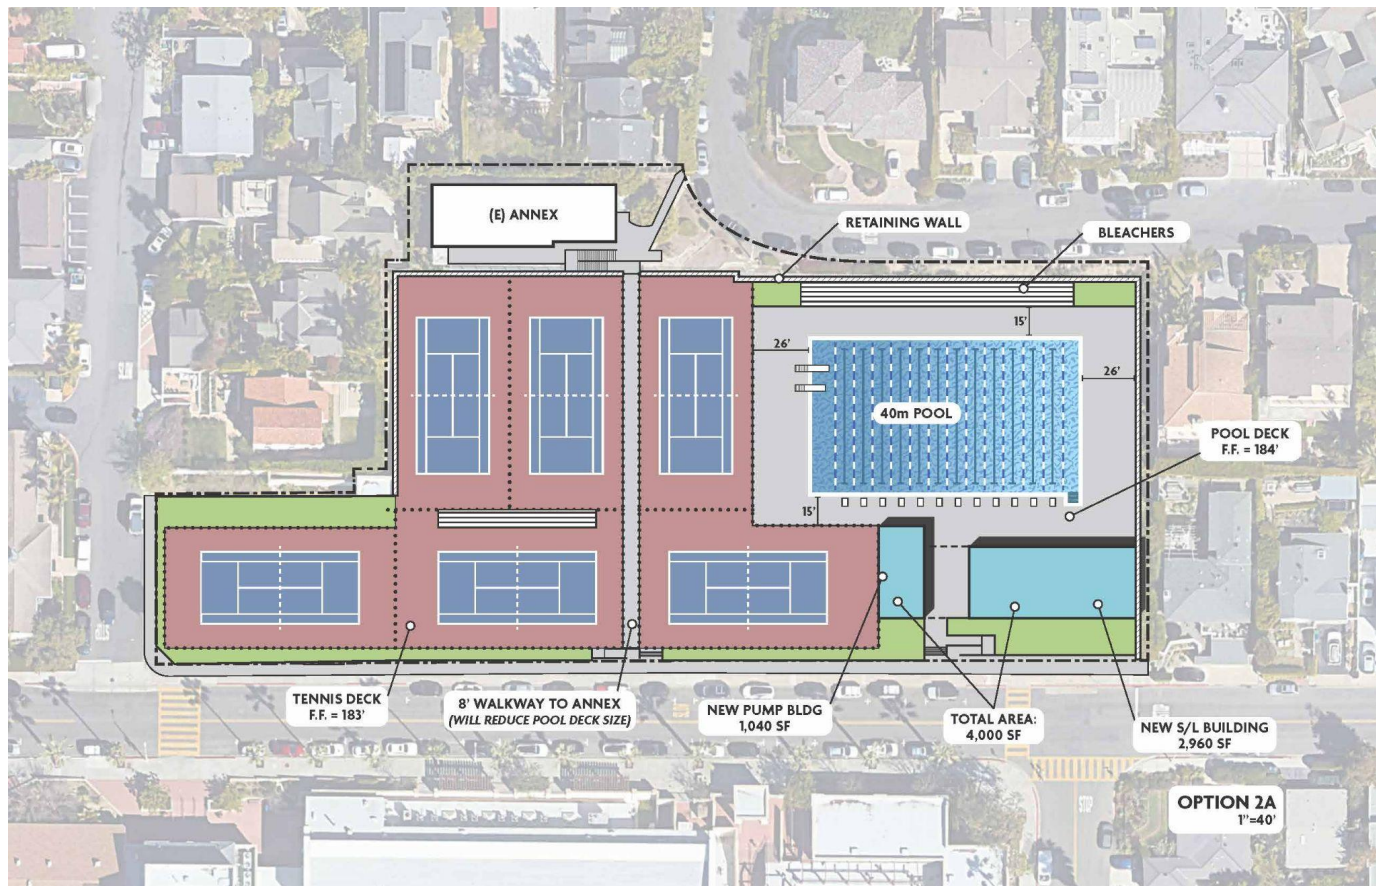 (E) ANNEX
RETAINING WALL
BLEACHERS
15'
26'
26'
40m POOL
POOL DECK
F.F. = 184'
15'
TENNIS DECK
F.F. = 183'
8' WALKWAY TO ANNEX
(WILL REDUCE POOL DECK SIZE)
NEW PUMP BLDG
1,040 SF
TOTAL AREA:
4,000 SF
NEW S/L BUILDING
2,960 SF
OPTION 2A
1"=40'
STOP